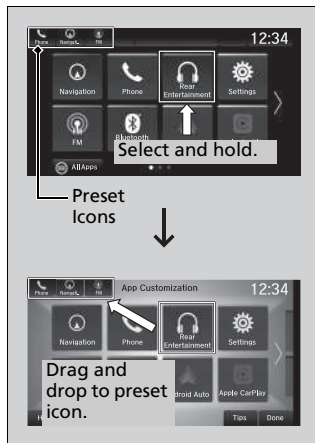 Phone Navigati.. FM
12:34
Navigation Phone Rear Entertainment Settings
FM Bluetooth
Select and hold.
All Apps
Preset
Icons
Phone Navigati.. FM App Customization 12:34
Navigation Phone Rear Entertainment Settings
Drag and
drop to preset
icon.
Android Auto Apple CarPlay
Tips Done